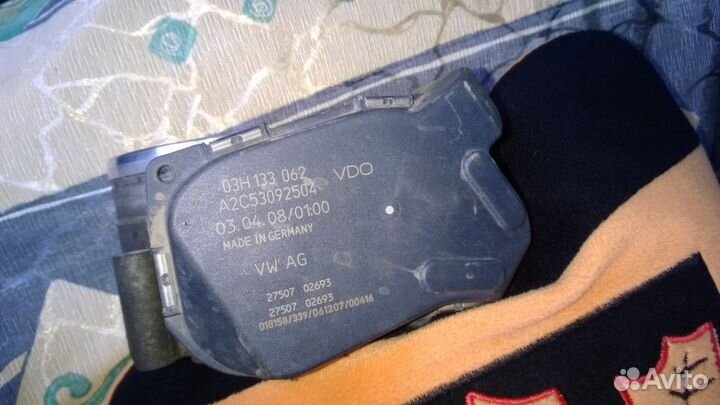 03H 133 062 VDO
A2C53092504
03.04.08/01:00
MADE IN GERMANY
VW AG
27507 02693
27507 02693
018158/339/061207/00416
Avito